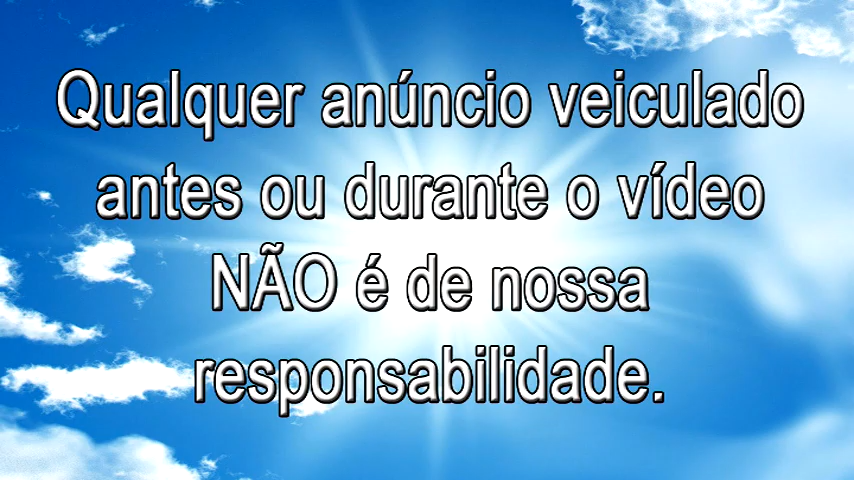 Qualquer anúncio veiculado
antes ou durante o vídeo
NÃO é de nossa
responsabilidade.